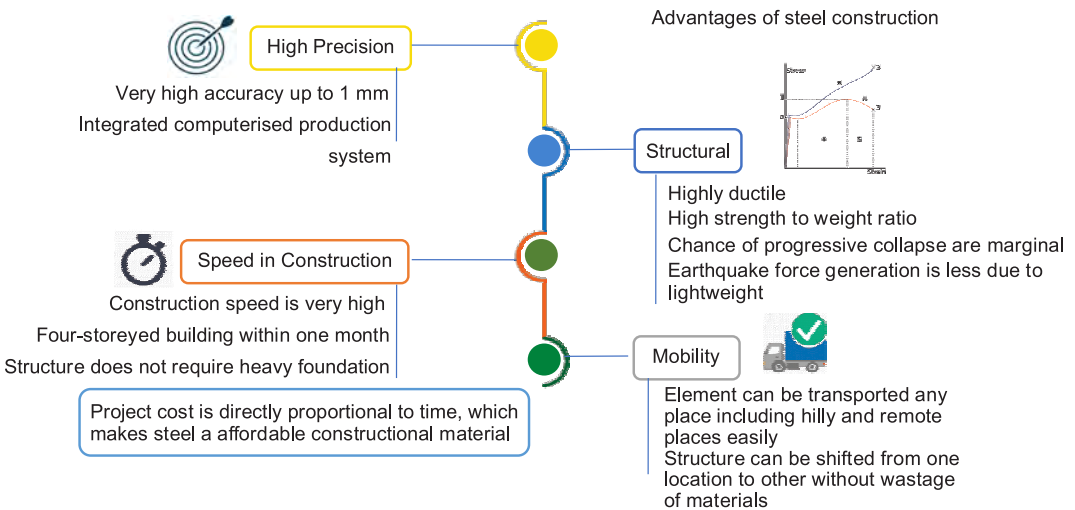 Advantages of steel construction
High Precision
Very high accuracy up to 1 mm
Integrated computerised production
system
Stress
Strain
Structural
Highly ductile
High strength to weight ratio
Chance of progressive collapse are marginal
Earthquake force generation is less due to
lightweight
Speed in Construction
Construction speed is very high
Four-storeyed building within one month
Structure does not require heavy foundation
Mobility
Element can be transported any
place including hilly and remote
places easily
Structure can be shifted from one
location to other without wastage
of materials
Project cost is directly proportional to time, which
makes steel a affordable constructional material